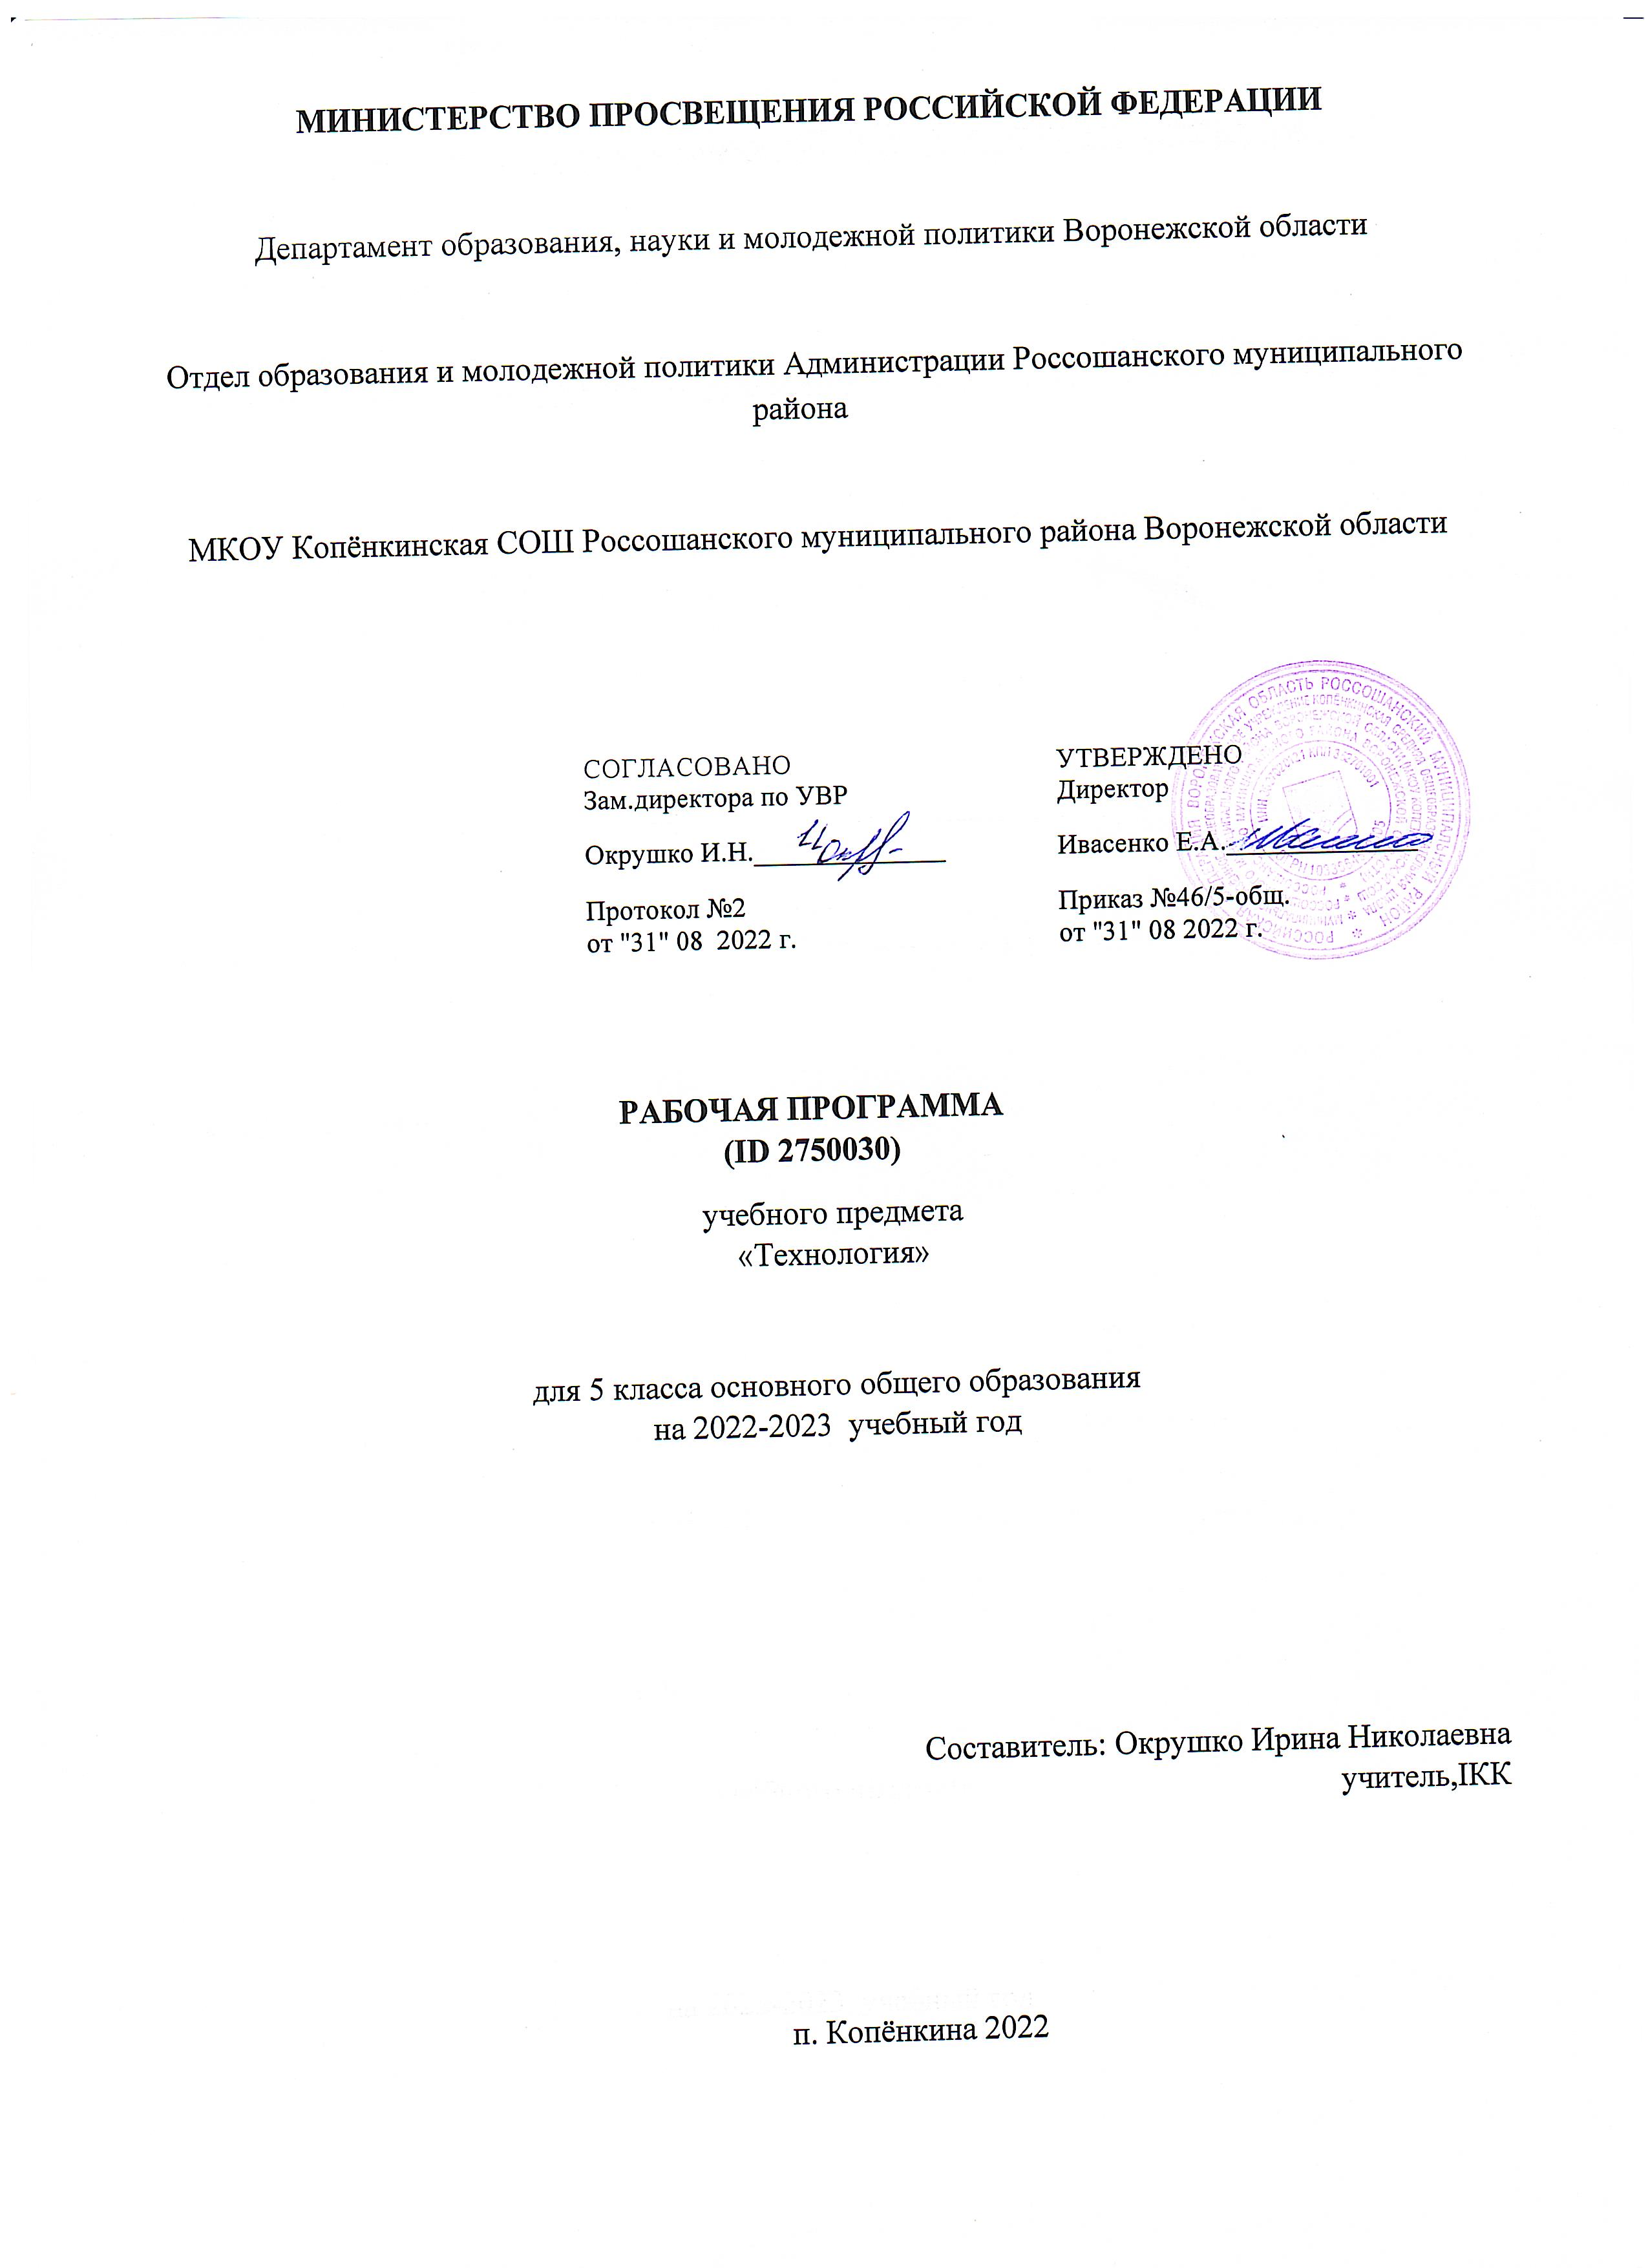 МИНИСТЕРСТВО ПРОСВЕЩЕНИЯ РОССИЙСКОЙ ФЕДЕРАЦИИ
Департамент образования, науки и молодежной политики Воронежской области
Отдел образования и молодежной политики Администрации Россошанского муниципального
района
МКОУ Копёнкинская СОШ Россошанского муниципального района Воронежской области
СОГЛАСОВАНО
Зам.директора по УВР
Окрушко И.Н.
Протокол №2
от "31" 08  2022 г.
УТВЕРЖДЕНО
Директор
Ивасенко Е.А.
Приказ №46/5-общ.
от "31" 08 2022 г.
РАБОЧАЯ ПРОГРАММА
(ID 2750030)
учебного предмета
«Технология»
для 5 класса основного общего образования
на 2022-2023  учебный год
Составитель: Окрушко Ирина Николаевна
учитель,IКК
п. Копёнкина 2022